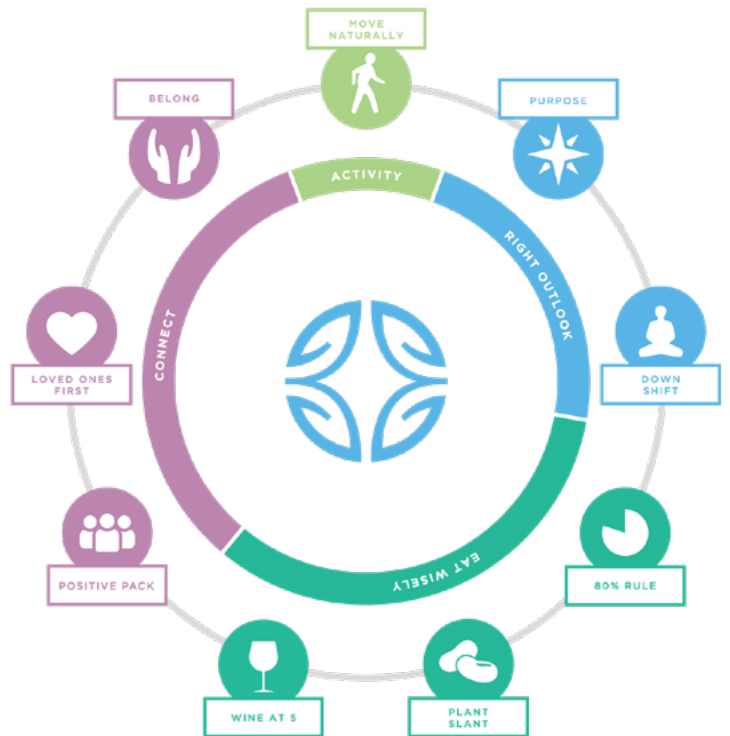 MOVE
NATURALLY
BELONG
PURPOSE
ACTIVITY
RIGHT OUTLOOK
CONNECT
LOVED ONES
FIRST
DOWN
SHIFT
EAT WISELY
POSITIVE PACK
80% RULE
WINE AT 5
PLANT
SLANT